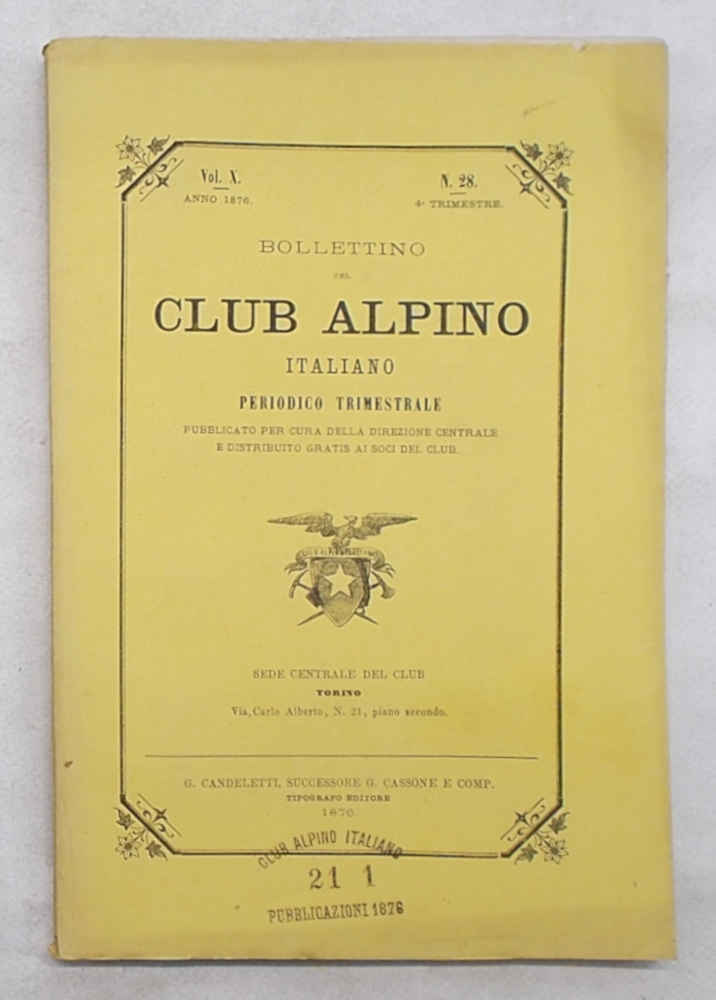 Vol. X.
N. 28.
ANNO 1876.
4º TRIMESTRE.
BOLLETTINO
DEL
CLUB ALPINO
ITALIANO
PERIODICO TRIMESTRALE
PUBBLICATO PER CURA DELLA DIREZIONE CENTRALE
E DISTRIBUITO GRATIS AI SOCI DEL CLUB.
SEDE CENTRALE DEL CLUB
TORINO
Via, Carlo Alberto, N. 21, piano secondo.
G. CANDELETTI, SUCCESSORE G. CASSONE E COMP.
TIPOGRAFO EDITORE
1876
CLUB ALPINO ITALIANO
21 1
PUBBLICAZIONI 1876